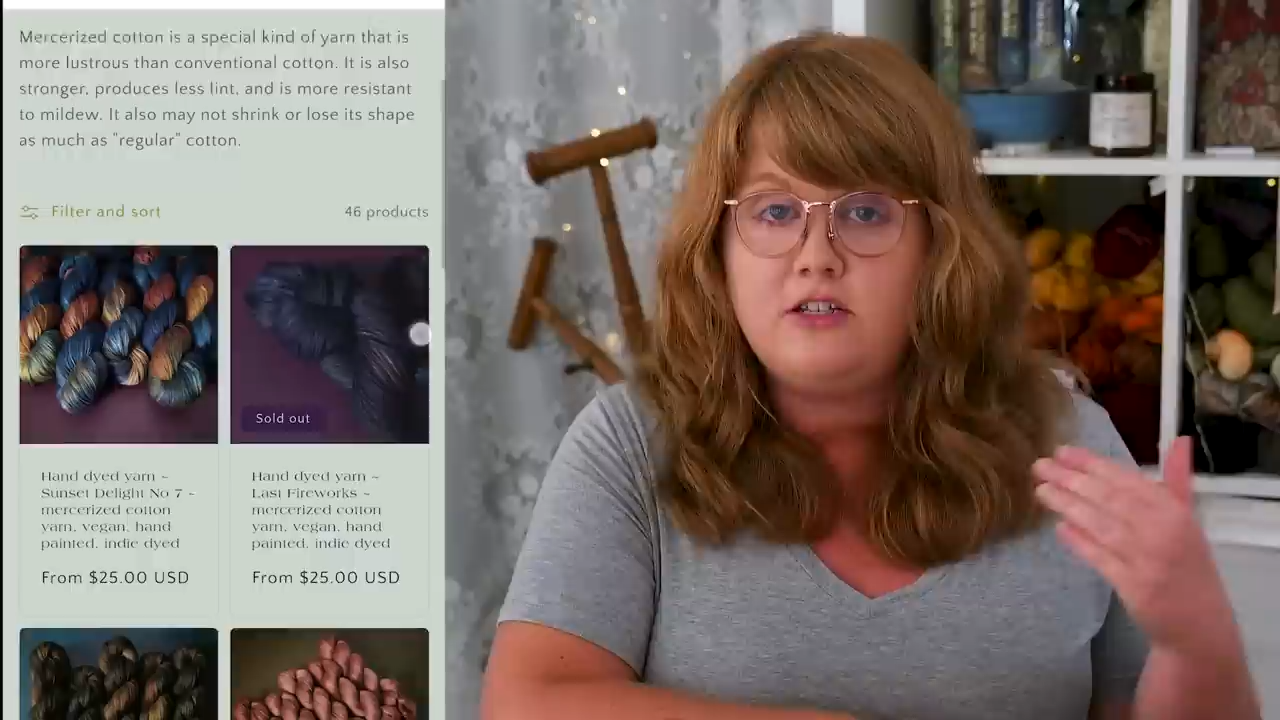 Mercerized cotton is a special kind of yarn that is
more lustrous than conventional cotton. It is also
stronger, produces less lint, and is more resistant
to mildew. It also may not shrink or lose its shape
as much as "regular" cotton.
Filter and sort
46 products
Sold out
Hand dyed yarn ~
Sunset Delight No 7 ~
mercerized cotton
yarn, vegan, hand
painted, indie dyed
From $25.00 USD
Hand dyed yarn ~
Last Fireworks ~
mercerized cotton
yarn, vegan, hand
painted, indie dyed
From $25.00 USD